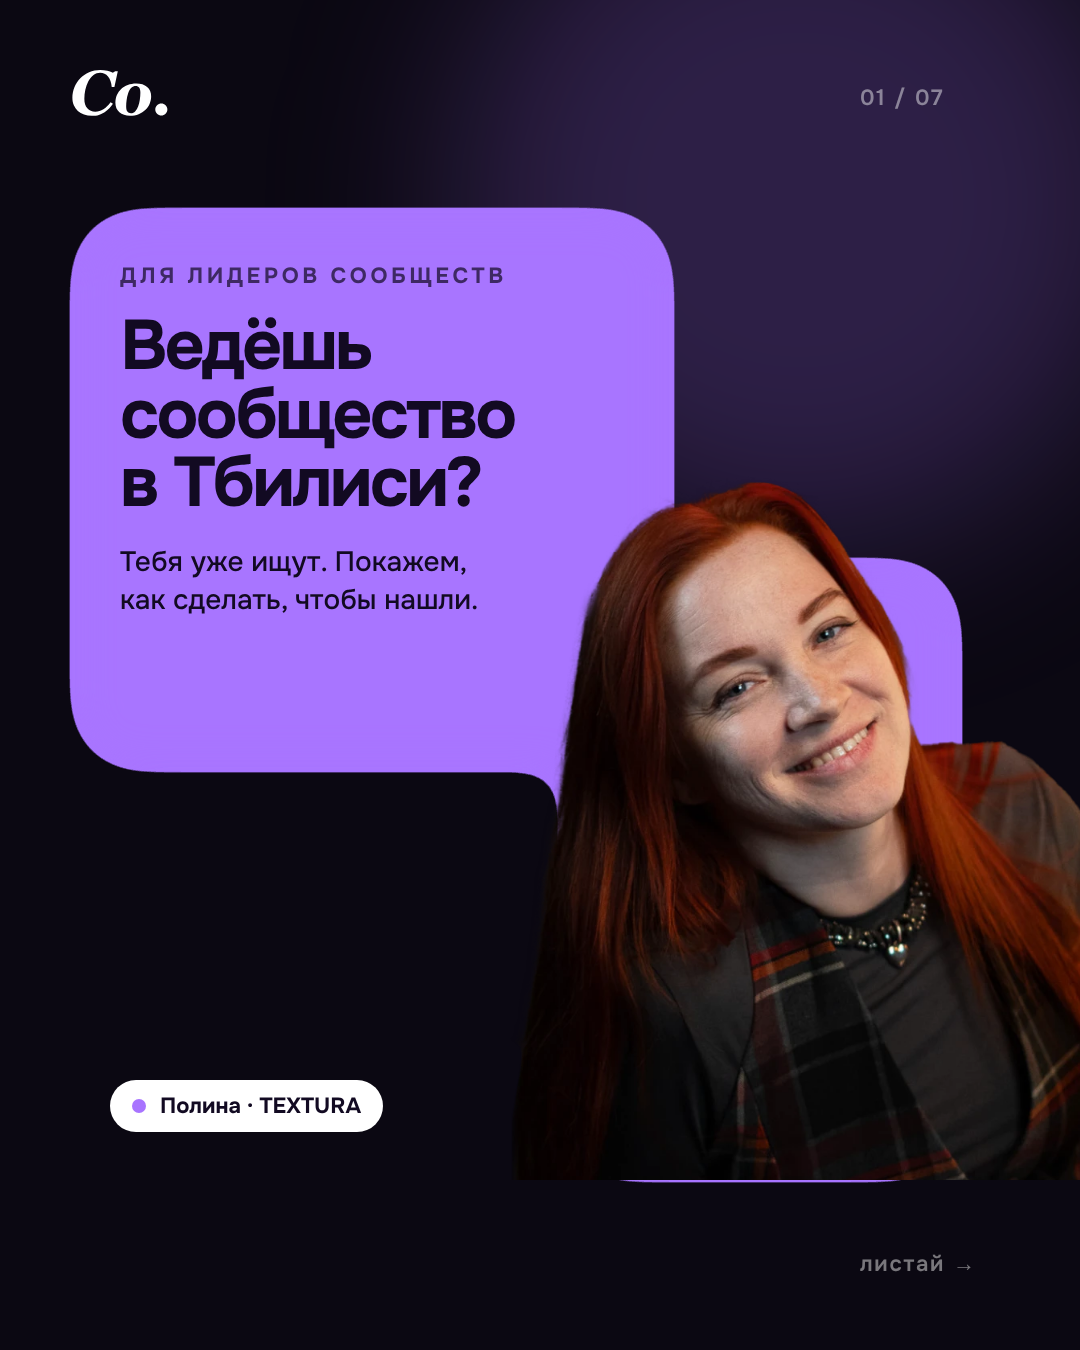 Co.
01 / 07
ДЛЯ ЛИДЕРОВ СООБЩЕСТВ
Ведёшь
сообщество
в Тбилиси?
Тебя уже ищут. Покажем,
как сделать, чтобы нашли.
Полина · TEXTURA
листай →